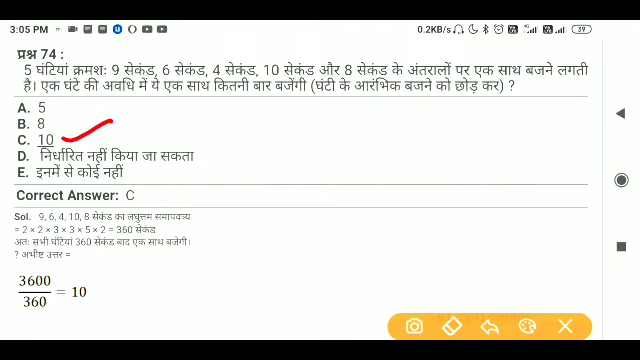 3:05 PM
0.2KB/s
39
प्रश्न 74 :
5 घंटियां क्रमशः 9 सेकंड, 6 सेकंड, 4 सेकंड, 10 सेकंड और 8 सेकंड के अंतरालों पर एक साथ बजने लगती
है। एक घंटे की अवधि में ये एक साथ कितनी बार बजेंगी (घंटी के आरंभिक बजने को छोड़ कर) ?
A. 5
B. 8
C. 10
D. निर्धारित नहीं किया जा सकता
E. इनमें से कोई नहीं
Correct Answer: C
Sol. 9, 6, 4, 10, 8 सेकंड का लघुत्तम समापवत्र्य
= 2 × 2 × 3 × 3 × 5 × 2 = 360 सेकंड
अत: सभी घंटियां 360 सेकंड बाद एक साथ बजेगी।
? अभीष्ट उत्तर =
3600
360 = 10